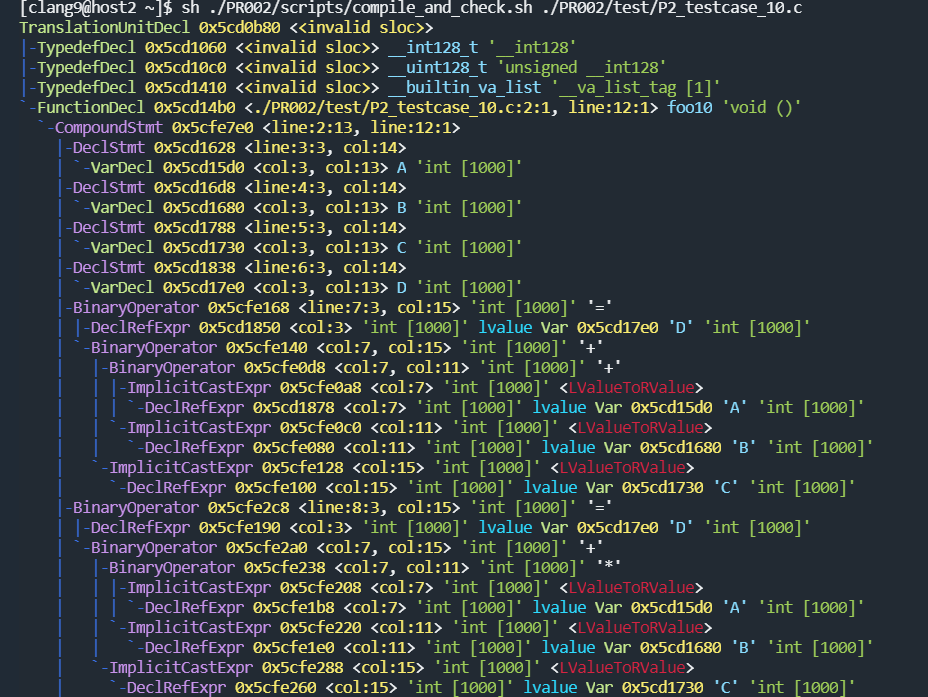 [clang9@host2 ~]$ sh ./PR002/scripts/compile_and_check.sh ./PR002/test/P2_testcase_10.c
TranslationUnitDecl 0x5cd0b80 <<invalid sloc>>
|-TypedefDecl 0x5cd1060 <<invalid sloc>> __int128_t '__int128'
|-TypedefDecl 0x5cd10c0 <<invalid sloc>> __uint128_t 'unsigned __int128'
|-TypedefDecl 0x5cd1410 <<invalid sloc>> __builtin_va_list '__va_list_tag [1]'
`-FunctionDecl 0x5cd14b0 <./PR002/test/P2_testcase_10.c:2:1, line:12:1> foo10 'void ()'
  `-CompoundStmt 0x5cfe7e0 <line:2:13, line:12:1>
    |-DeclStmt 0x5cd1628 <line:3:3, col:14>
    | `-VarDecl 0x5cd15d0 <col:3, col:13> A 'int [1000]'
    |-DeclStmt 0x5cd16d8 <line:4:3, col:14>
    | `-VarDecl 0x5cd1680 <col:3, col:13> B 'int [1000]'
    |-DeclStmt 0x5cd1788 <line:5:3, col:14>
    | `-VarDecl 0x5cd1730 <col:3, col:13> C 'int [1000]'
    |-DeclStmt 0x5cd1838 <line:6:3, col:14>
    | `-VarDecl 0x5cd17e0 <col:3, col:13> D 'int [1000]'
    |-BinaryOperator 0x5cfe168 <line:7:3, col:15> 'int [1000]' '='
    | |-DeclRefExpr 0x5cd1850 <col:3> 'int [1000]' lvalue Var 0x5cd17e0 'D' 'int [1000]'
    | `-BinaryOperator 0x5cfe140 <col:7, col:15> 'int [1000]' '+'
    |   |-BinaryOperator 0x5cfe0d8 <col:7, col:11> 'int [1000]' '+'
    |   | |-ImplicitCastExpr 0x5cfe0a8 <col:7> 'int [1000]' <LValueToRValue>
    |   | | `-DeclRefExpr 0x5cd1878 <col:7> 'int [1000]' lvalue Var 0x5cd15d0 'A' 'int [1000]'
    |   | `-ImplicitCastExpr 0x5cfe0c0 <col:11> 'int [1000]' <LValueToRValue>
    |   |   `-DeclRefExpr 0x5cfe080 <col:11> 'int [1000]' lvalue Var 0x5cd1680 'B' 'int [1000]'
    |   `-ImplicitCastExpr 0x5cfe128 <col:15> 'int [1000]' <LValueToRValue>
    |     `-DeclRefExpr 0x5cfe100 <col:15> 'int [1000]' lvalue Var 0x5cd1730 'C' 'int [1000]'
    |-BinaryOperator 0x5cfe2c8 <line:8:3, col:15> 'int [1000]' '='
    | |-DeclRefExpr 0x5cfe190 <col:3> 'int [1000]' lvalue Var 0x5cd17e0 'D' 'int [1000]'
    | `-BinaryOperator 0x5cfe2a0 <col:7, col:15> 'int [1000]' '+'
    |   |-BinaryOperator 0x5cfe238 <col:7, col:11> 'int [1000]' '*'
    |   | |-ImplicitCastExpr 0x5cfe208 <col:7> 'int [1000]' <LValueToRValue>
    |   | | `-DeclRefExpr 0x5cfe1b8 <col:7> 'int [1000]' lvalue Var 0x5cd15d0 'A' 'int [1000]'
    |   | `-ImplicitCastExpr 0x5cfe220 <col:11> 'int [1000]' <LValueToRValue>
    |   |   `-DeclRefExpr 0x5cfe1e0 <col:11> 'int [1000]' lvalue Var 0x5cd1680 'B' 'int [1000]'
    |   `-ImplicitCastExpr 0x5cfe288 <col:15> 'int [1000]' <LValueToRValue>
    |     `-DeclRefExpr 0x5cfe260 <col:15> 'int [1000]' lvalue Var 0x5cd1730 'C' 'int [1000]'